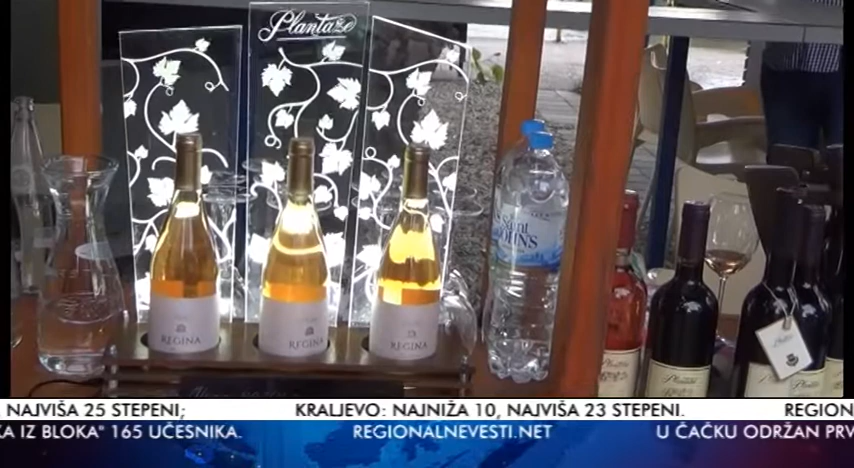 Plantaže
Saint
JOHN'S
REGINA
REGINA
REGINA
NAJVIŠA 25 STEPENI;
KRALJEVO: NAJNIŽA 10, NAJVIŠA 23 STEPENI.
REGION
KA IZ BLOKA" 165 UČESNIKA.
REGIONALNEVESTI.NET
U ČAČKU ODRŽAN PRV